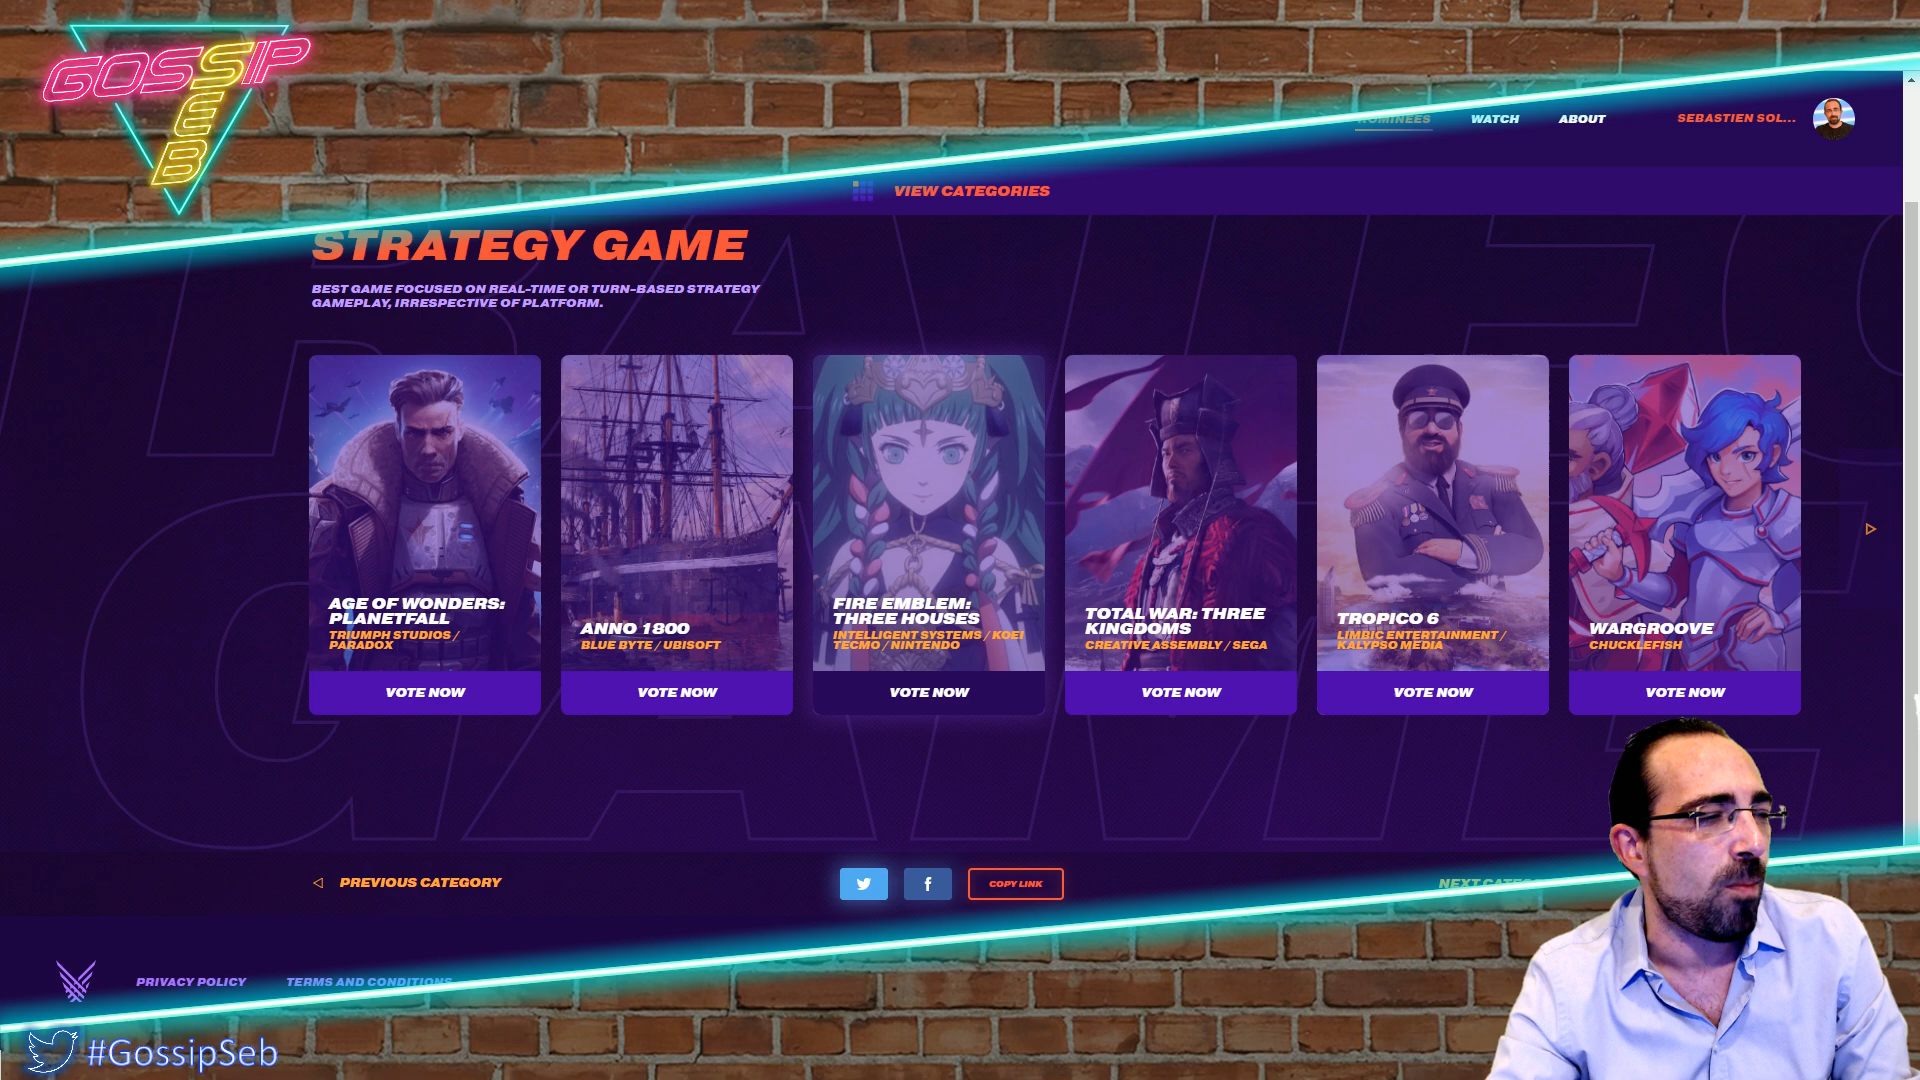 GOSSIP
SEB
NOMINEES
WATCH
ABOUT
SEBASTIEN SOL...
VIEW CATEGORIES
STRATEGY GAME
BEST GAME FOCUSED ON REAL-TIME OR TURN-BASED STRATEGY
GAMEPLAY, IRRESPECTIVE OF PLATFORM.
AGE OF WONDERS:
PLANETFALL
TRIUMPH STUDIOS /
PARADOX
VOTE NOW
ANNO 1800
BLUE BYTE / UBISOFT
VOTE NOW
FIRE EMBLEM:
THREE HOUSES
INTELLIGENT SYSTEMS / KOEI
TECMO / NINTENDO
VOTE NOW
TOTAL WAR: THREE
KINGDOMS
CREATIVE ASSEMBLY / SEGA
VOTE NOW
TROPICO 6
LIMBIC ENTERTAINMENT /
KALYPSO MEDIA
VOTE NOW
WARGROOVE
CHUCKLEFISH
VOTE NOW
PREVIOUS CATEGORY
COPY LINK
NEXT
PRIVACY POLICY
TERMS AND CONDITIONS
#GossipSeb